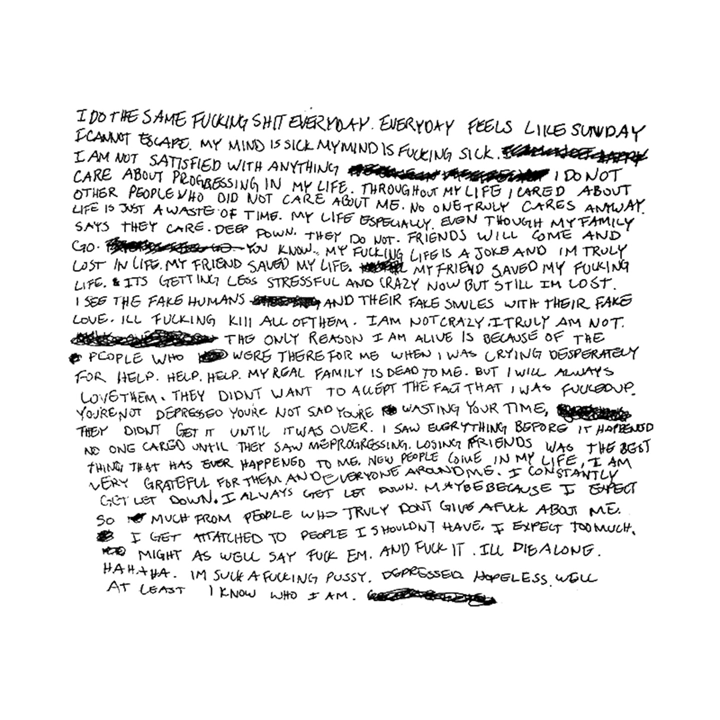 I DO THE SAME FUCKING SHIT EVERYDAY. EVERYDAY FEELS LIKE SUNDAY
I CANNOT ESCAPE. MY MIND IS SICK MY MIND IS FUCKING SICK.
I AM NOT SATISFIED WITH ANYTHING I DO NOT
CARE ABOUT PROGRESSING IN MY LIFE. THROUGHOUT MY LIFE I CARED ABOUT
OTHER PEOPLE WHO DID NOT CARE ABOUT ME. NO ONE TRULY CARES ANYWAY.
LIFE IS JUST A WASTE OF TIME. MY LIFE ESPECIALLY. EVEN THOUGH MY FAMILY
SAYS THEY CARE. DEEP DOWN. THEY DO NOT. FRIENDS WILL COME AND
GO. YOU KNOW. MY FUCKING LIFE IS A JOKE AND IM TRULY
LOST IN LIFE. MY FRIEND SAVED MY LIFE. MY FRIEND SAVED MY FUCKING
LIFE. ITS GETTING LESS STRESSFUL AND CRAZY NOW BUT STILL IM LOST.
I SEE THE FAKE HUMANS AND THEIR FAKE SMILES WITH THEIR FAKE
LOVE. ILL FUCKING KILL ALL OF THEM. I AM NOT CRAZY. I TRULY AM NOT.
THE ONLY REASON I AM ALIVE IS BECAUSE OF THE
PEOPLE WHO WERE THERE FOR ME WHEN I WAS CRYING DESPERATELY
FOR HELP. HELP. HELP. MY REAL FAMILY IS DEAD TO ME. BUT I WILL ALWAYS
LOVE THEM. THEY DIDNT WANT TO ACCEPT THE FACT THAT I WAS FUCKED UP.
YOURE NOT DEPRESSED YOURE NOT SAD YOURE WASTING YOUR TIME,
THEY DIDNT GET IT UNTIL IT WAS OVER. I SAW EVERYTHING BEFORE IT HAPPENED
NO ONE CARED UNTIL THEY SAW ME PROGRESSING. LOSING FRIENDS WAS THE BEST
THING THAT HAS EVER HAPPENED TO ME. NEW PEOPLE COME IN MY LIFE, I AM
VERY GRATEFUL FOR THEM AND EVERYONE AROUND ME. I CONSTANTLY
GET LET DOWN. I ALWAYS GET LET DOWN. MAYBE BECAUSE I EXPECT
SO MUCH FROM PEOPLE WHO TRULY DONT GIVE A FUCK ABOUT ME.
I GET ATTATCHED TO PEOPLE I SHOULDN'T HAVE. I EXPECT TOO MUCH.
MIGHT AS WELL SAY FUCK EM. AND FUCK IT. ILL DIE ALONE.
HAHAHA. IM SUCH A FUCKING PUSSY. DEPRESSED HOPELESS. WELL
AT LEAST I KNOW WHO I AM.